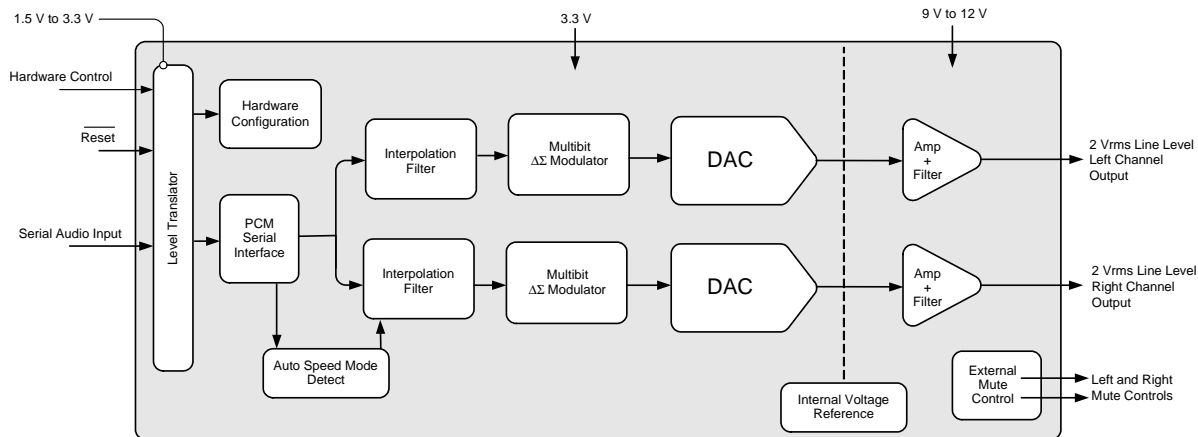 1.5 V to 3.3 V
3.3 V
9 V to 12 V
Hardware Control
Reset
Serial Audio Input
Level Translator
Hardware
Configuration
PCM
Serial
Interface
Auto Speed Mode
Detect
Interpolation
Filter
Multibit
ΔΣ Modulator
DAC
Amp
+
Filter
2 Vrms Line Level
Left Channel
Output
Interpolation
Filter
Multibit
ΔΣ Modulator
DAC
Amp
+
Filter
2 Vrms Line Level
Right Channel
Output
Internal Voltage
Reference
External
Mute
Control
Left and Right
Mute Controls